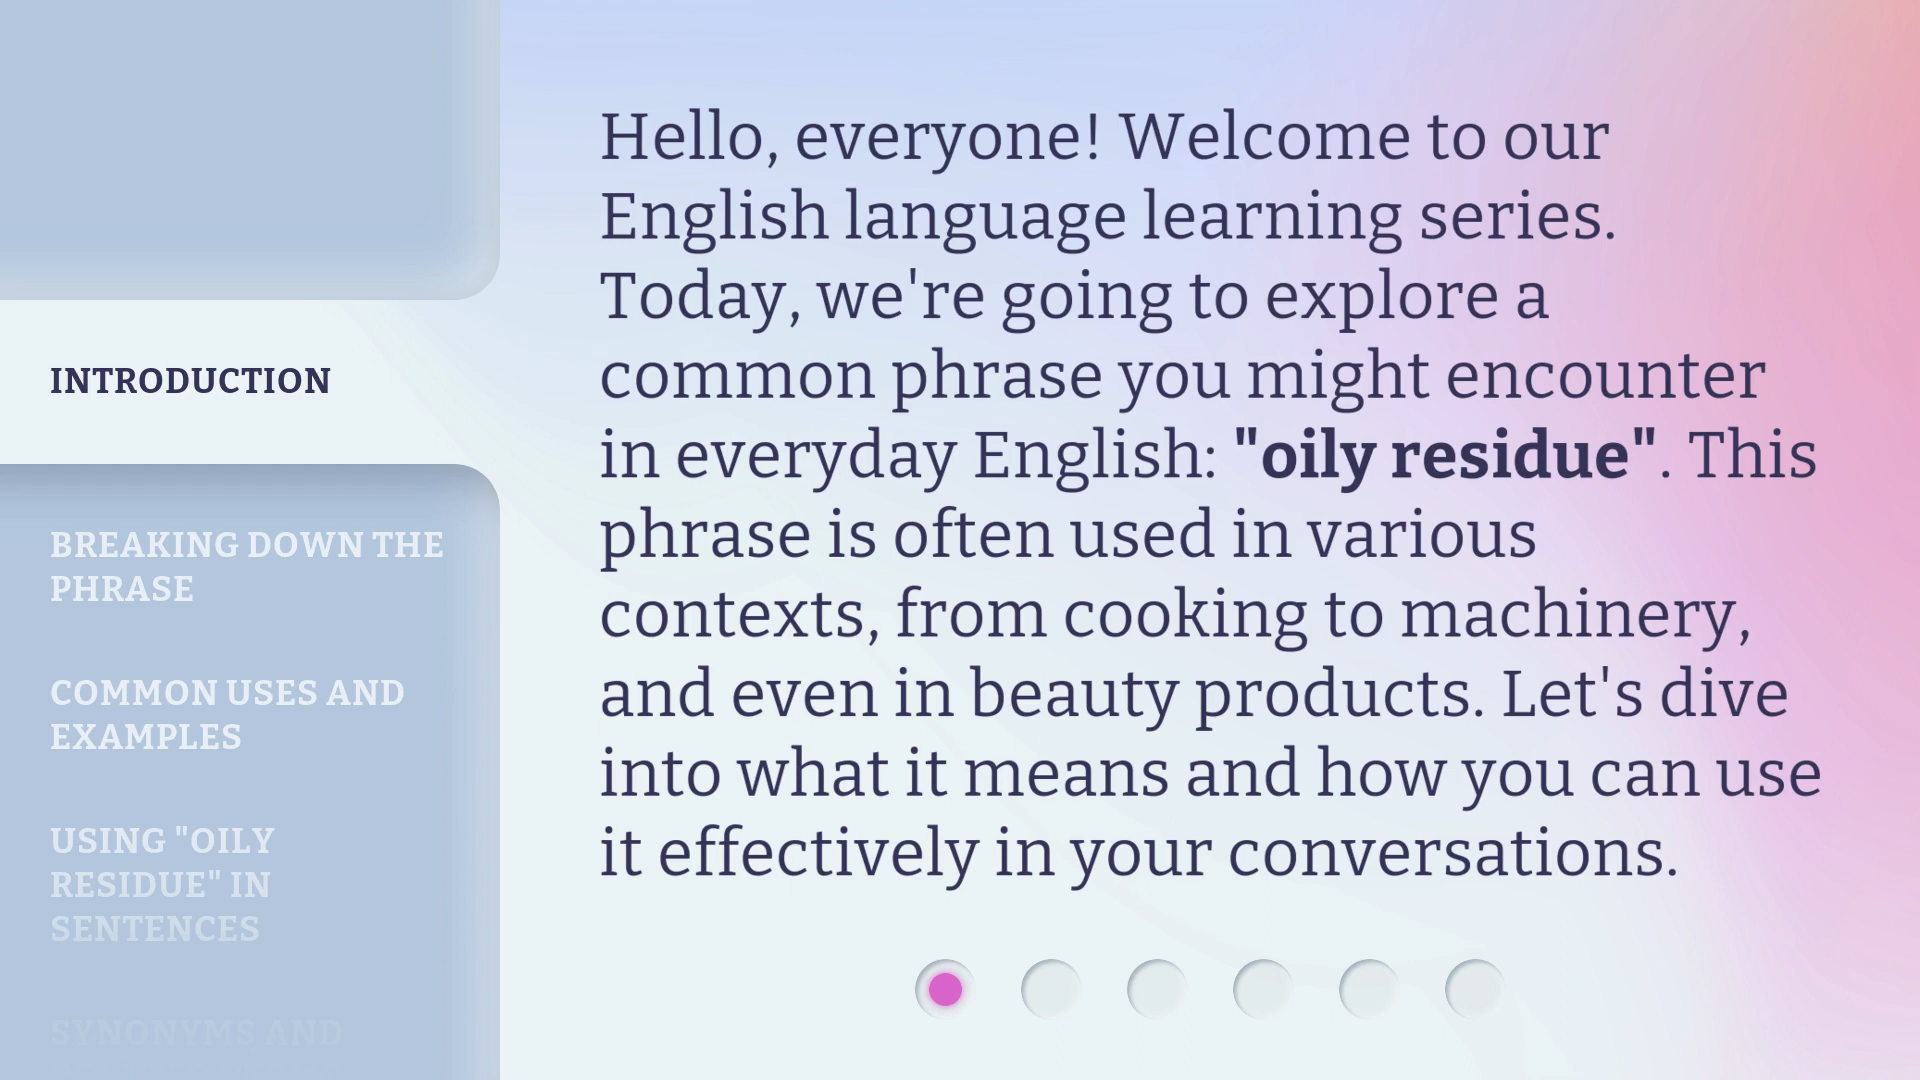 INTRODUCTION
BREAKING DOWN THE
PHRASE
COMMON USES AND
EXAMPLES
USING "OILY
RESIDUE" IN
SENTENCES
SYNONYMS AND
Hello, everyone! Welcome to our
English language learning series.
Today, we're going to explore a
common phrase you might encounter
in everyday English: "oily residue". This
phrase is often used in various
contexts, from cooking to machinery,
and even in beauty products. Let's dive
into what it means and how you can use
it effectively in your conversations.